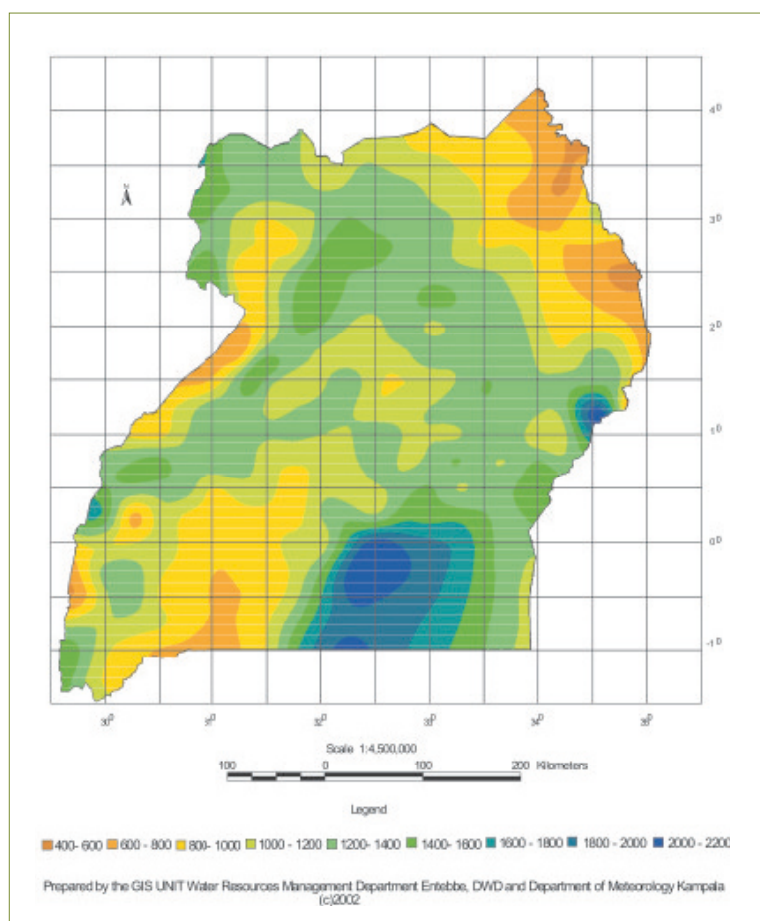 4⁰
3⁰
N
2⁰
1⁰
0⁰
-1⁰
30⁰ 31⁰ 32⁰ 33⁰ 34⁰ 35⁰
Scale 1:4,500,000
100 0 100 200 Kilometers
Legend
400- 600 600 - 800 800- 1000 1000 - 1200 1200- 1400 1400- 1600 1600 - 1800 1800 - 2000 2000 - 2200
Prepared by the GIS UNIT Water Resources Management Department Entebbe, DWD and Department of Meteorology Kampala
(c)2002